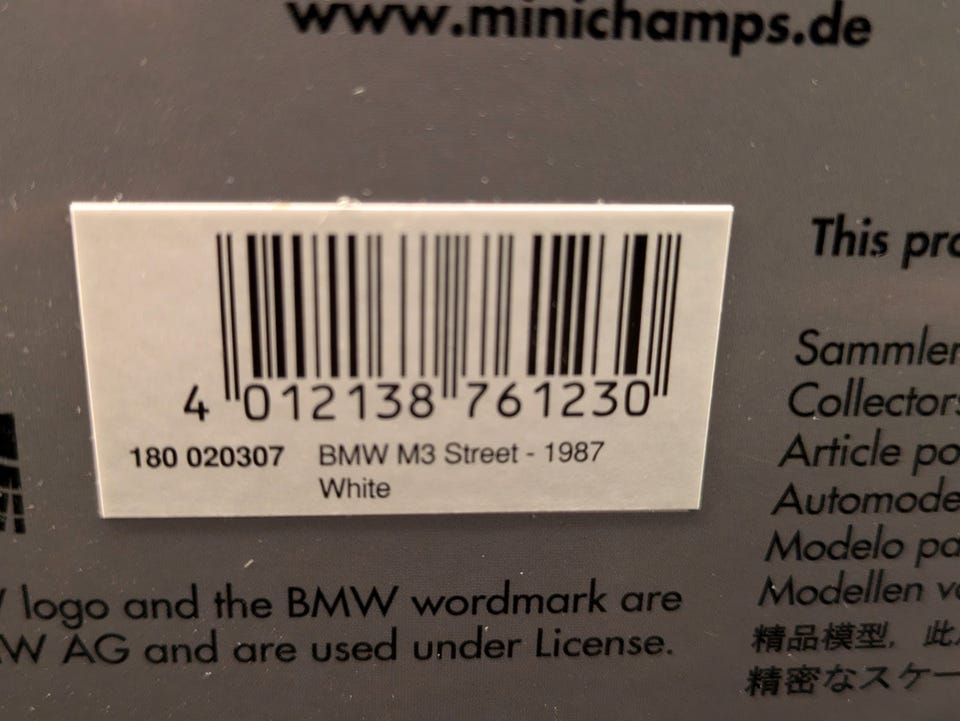 www.minichamps.de
4 012138 761230
180 020307 BMW M3 Street - 1987
White
logo and the BMW wordmark are
AG and are used under License.
This
Sammler
Collectors
Article
Automode
Modelo
Modellen
精品模型, 此
精密なスケー